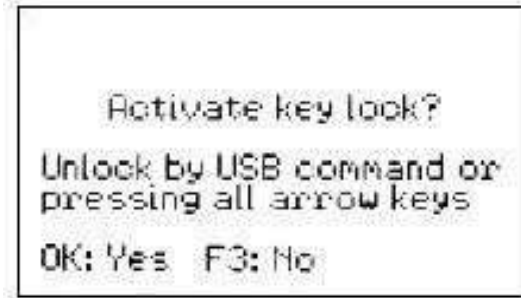 Activate key lock?
Unlock by USB command or
pressing all arrow keys
OK: Yes F3: No